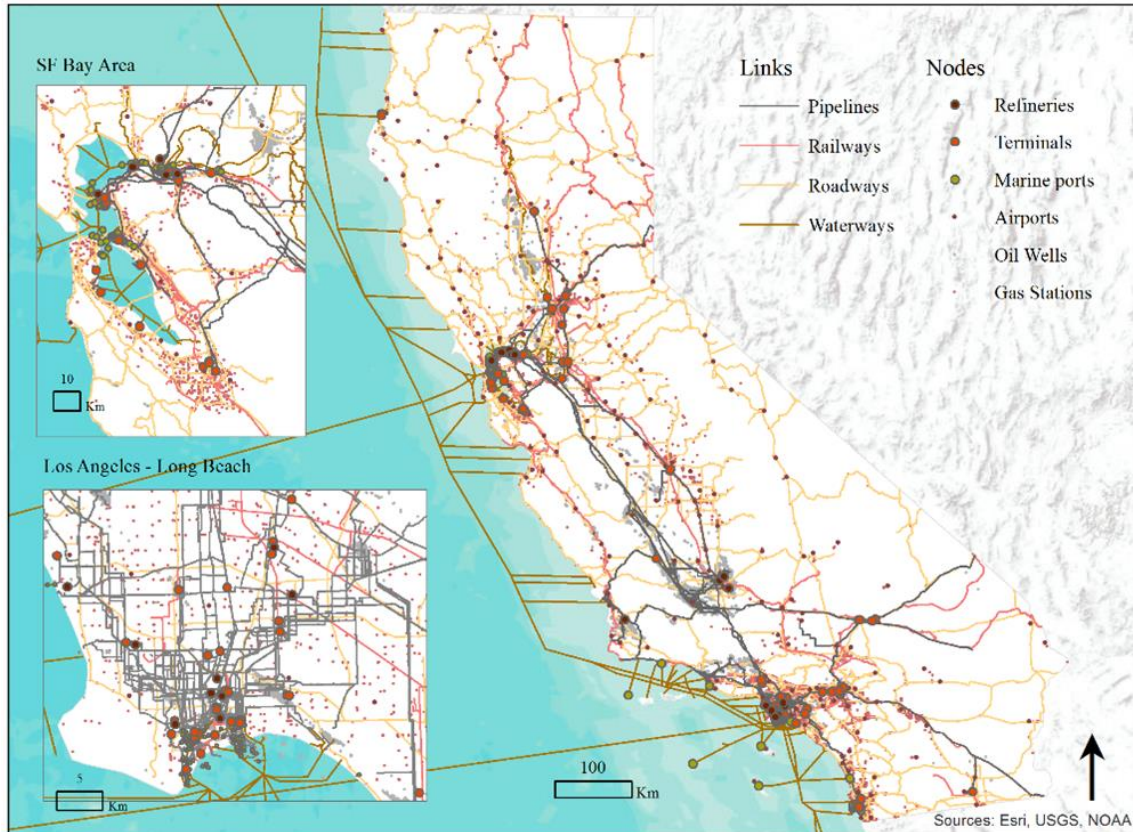 SF Bay Area
10
Km
Los Angeles - Long Beach
5
Km
Links
Pipelines
Railways
Roadways
Waterways
Nodes
Refineries
Terminals
Marine ports
Airports
Oil Wells
Gas Stations
100
Km
Sources: Esri, USGS, NOAA